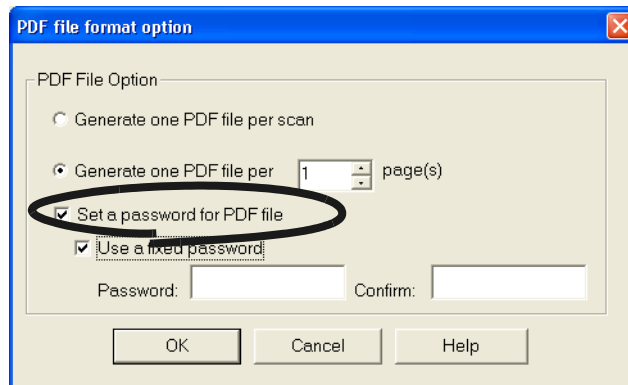 PDF file format option
PDF File Option
Generate one PDF file per scan
Generate one PDF file per 1 page(s)
Set a password for PDF file
Use a fixed password
Password: Confirm:
OK Cancel Help